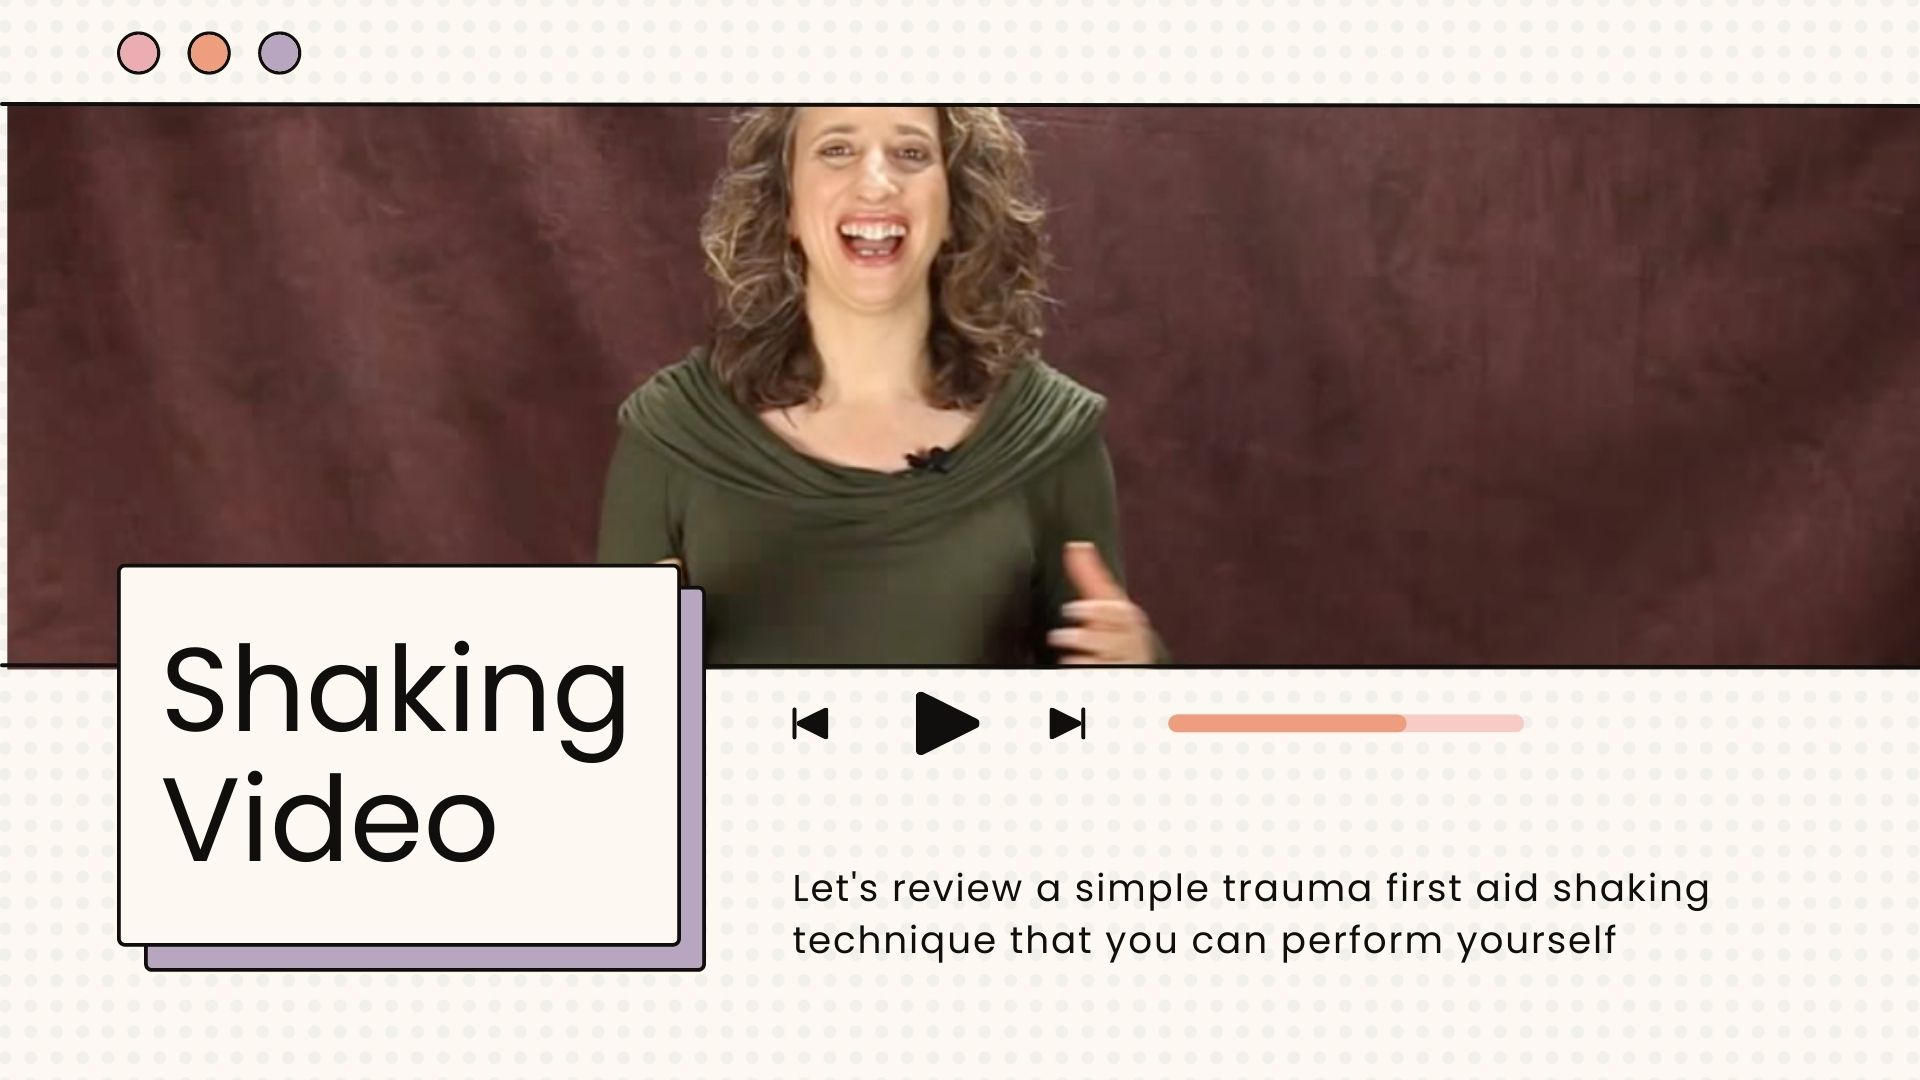 Shaking
Video
Let's review a simple trauma first aid shaking
technique that you can perform yourself